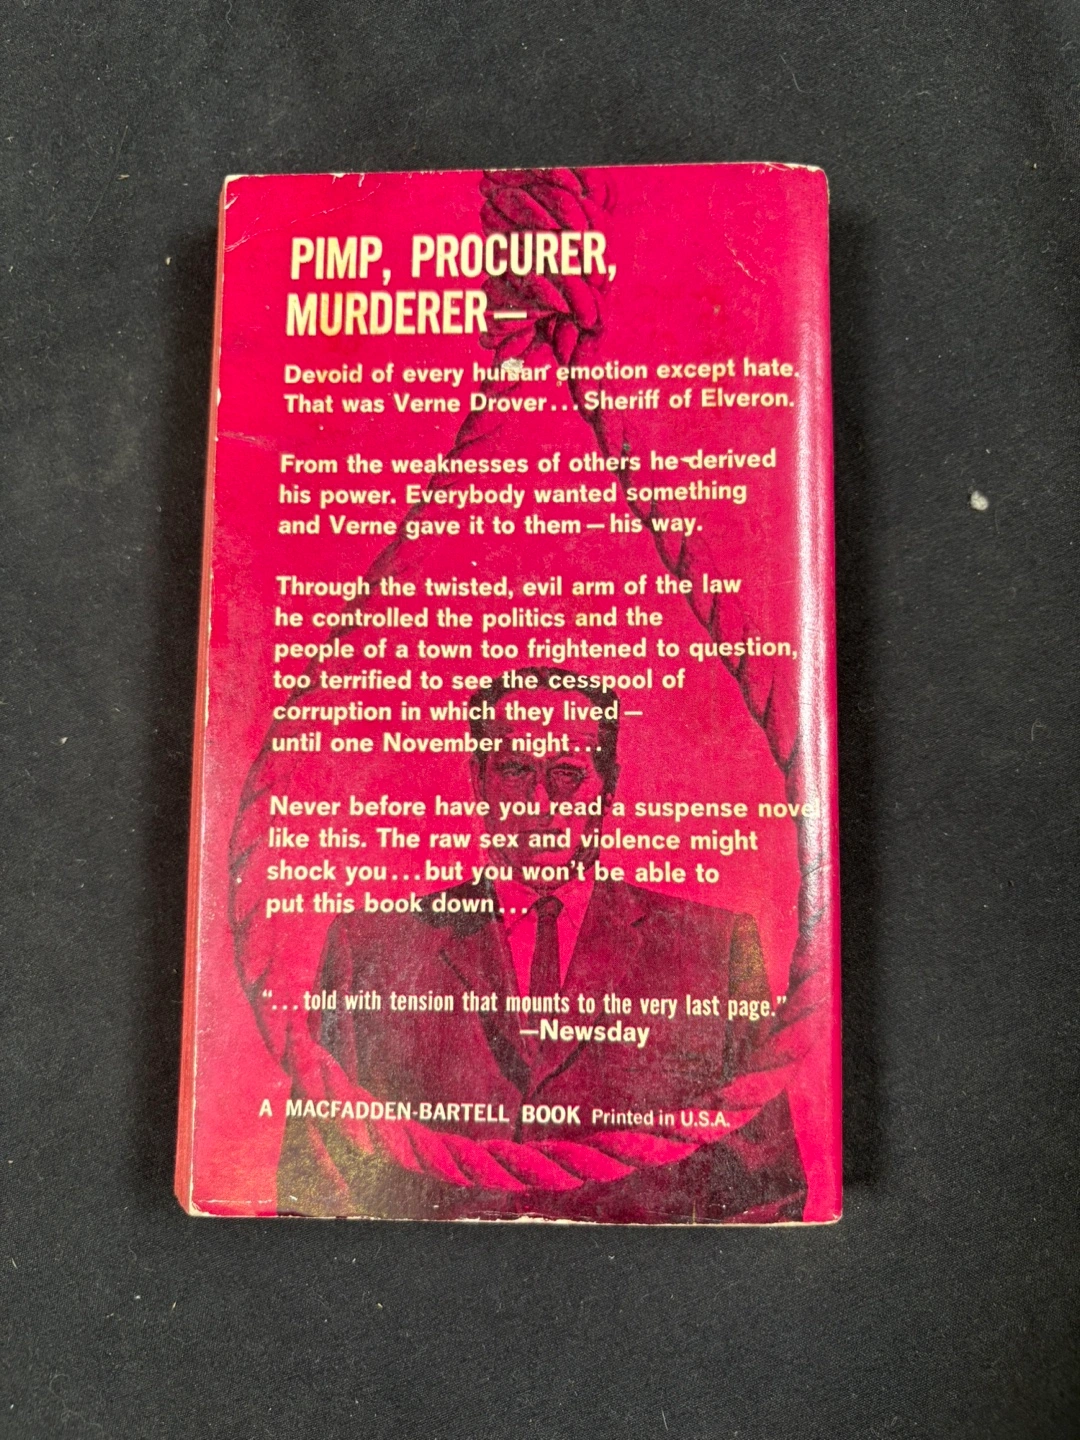 PIMP, PROCURER,
MURDERER—
Devoid of every human emotion except hate.
That was Verne Drover...Sheriff of Elveron.
From the weaknesses of others he derived
his power. Everybody wanted something
and Verne gave it to them—his way.
Through the twisted, evil arm of the law
he controlled the politics and the
people of a town too frightened to question,
too terrified to see the cesspool of
corruption in which they lived—
until one November night...
Never before have you read a suspense novel
like this. The raw sex and violence might
shock you...but you won't be able to
put this book down...
"...told with tension that mounts to the very last page."
—Newsday
A MACFADDEN-BARTELL BOOK Printed in U.S.A.